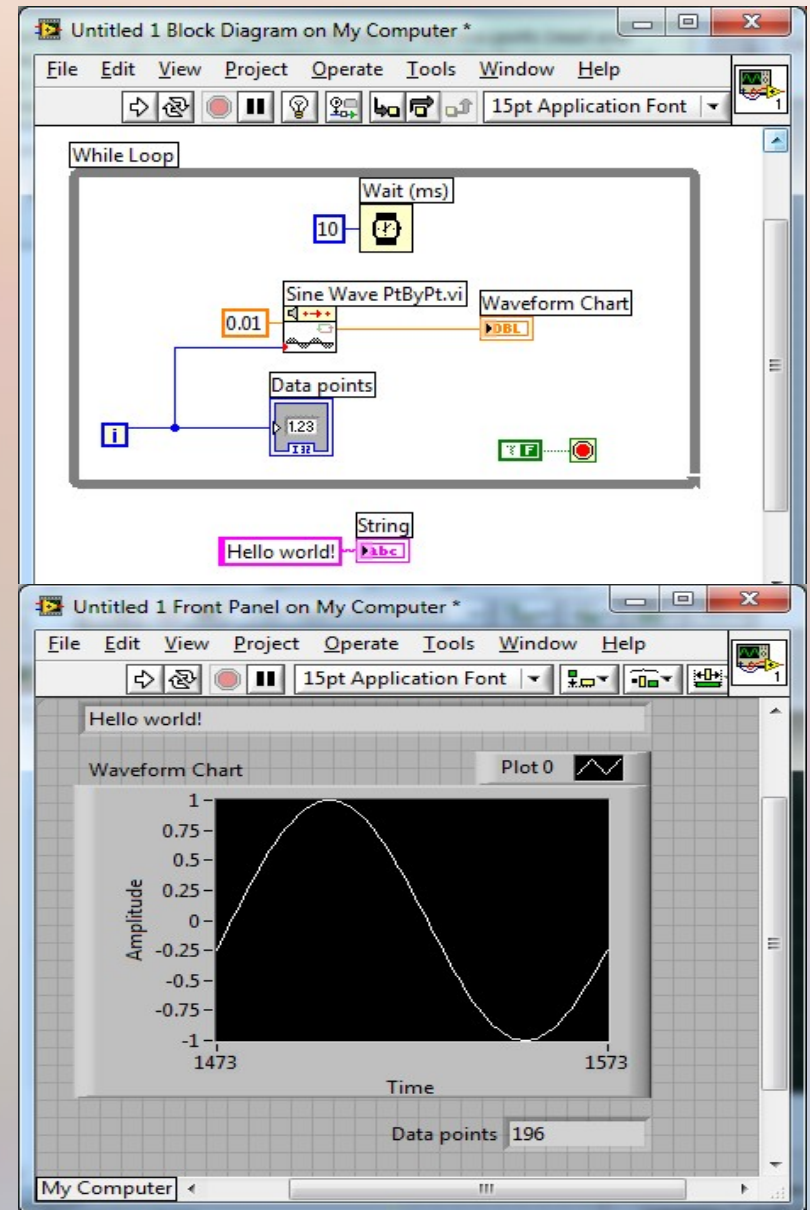 Untitled 1 Block Diagram on My Computer *
File Edit View Project Operate Tools Window Help
15pt Application Font
1
While Loop
Wait (ms)
10
Sine Wave PtByPt.vi
Waveform Chart
0.01
DBL
Data points
1.23
I32
i
F
String
Hello world!
abc
Untitled 1 Front Panel on My Computer *
File Edit View Project Operate Tools Window Help
15pt Application Font
1
Hello world!
Waveform Chart
Plot 0
1
0.75
0.5
0.25
0
-0.25
-0.5
-0.75
-1
Amplitude
1473 1573
Time
Data points 196
My Computer